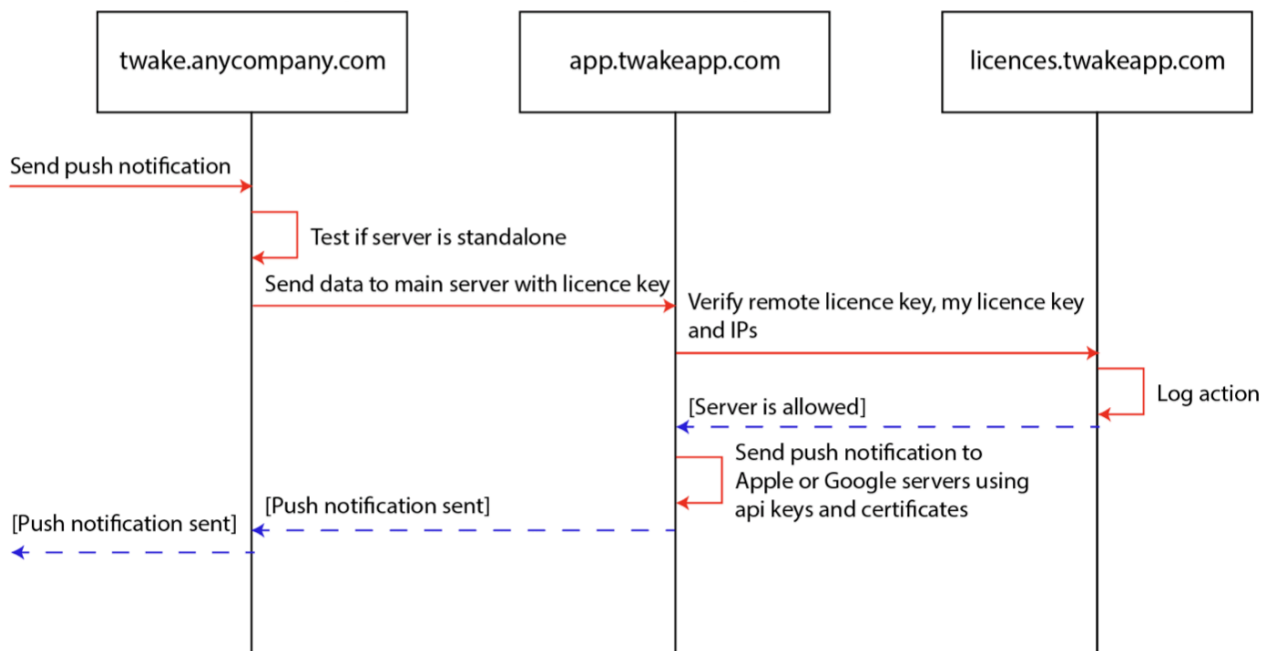 twake.anycompany.com
app.twakeapp.com
licences.twakeapp.com
Send push notification
Test if server is standalone
Send data to main server with licence key
Verify remote licence key, my licence key
and IPs
Log action
[Server is allowed]
Send push notification to
Apple or Google servers using
api keys and certificates
[Push notification sent]
[Push notification sent]